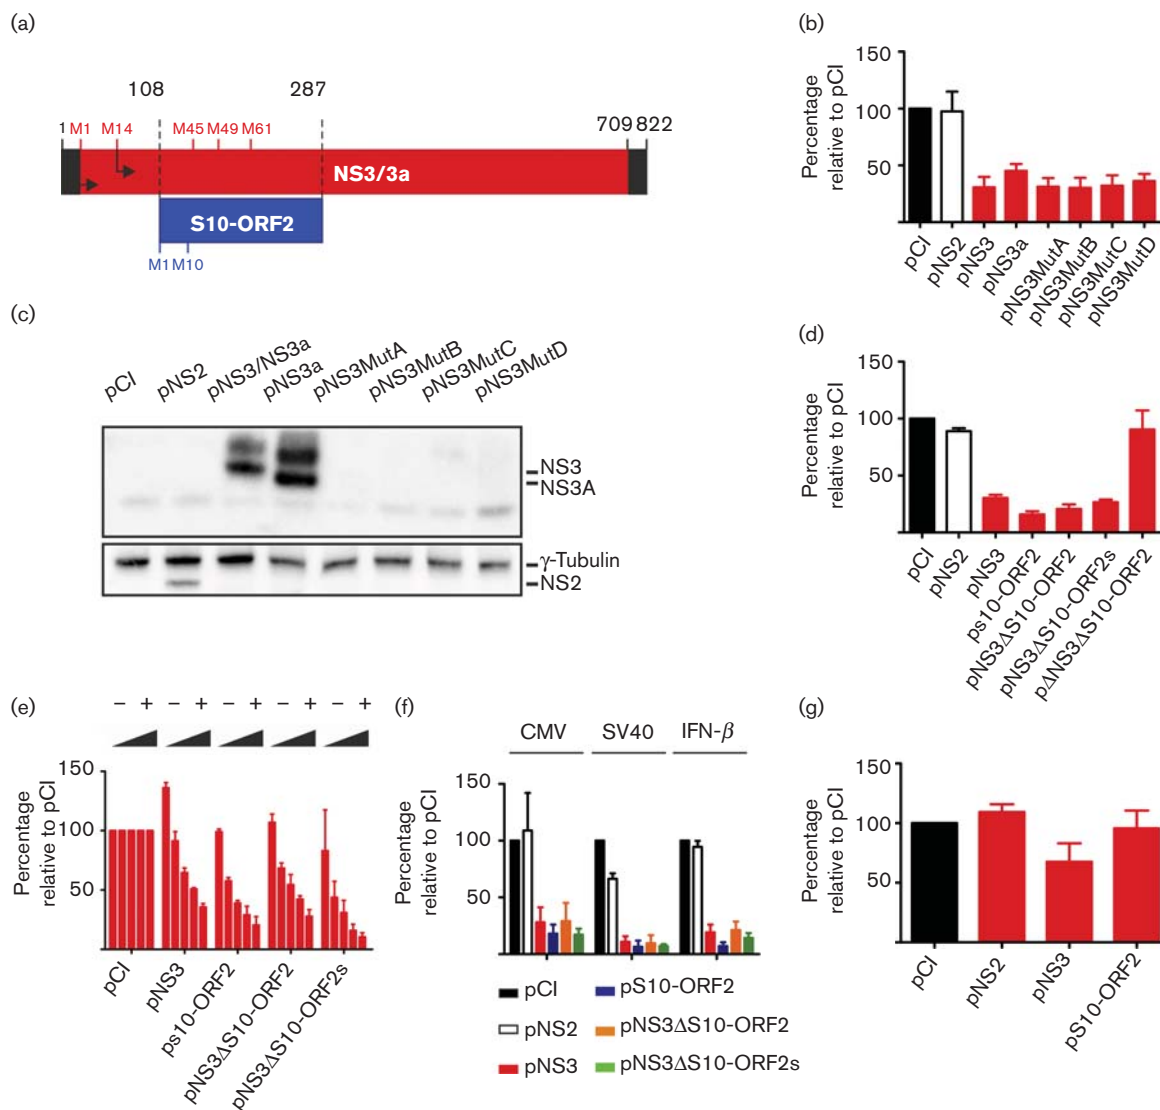 (a)
108
287
1
M1
M14
M45
M49
M61
709
822
NS3/3a
S10-ORF2
M1
M10
(b)
Percentage
relative to pCI
150
100
50
pCI
pNS2
pNS3
pNS3a
pNS3MutA
pNS3MutB
pNS3MutC
pNS3MutD
(c)
pCI
pNS2
pNS3/NS3a
pNS3a
pNS3MutA
pNS3MutB
pNS3MutC
pNS3MutD
NS3
NS3A
γ-Tubulin
NS2
(d)
Percentage
relative to pCI
150
100
50
pCI
pNS2
pNS3
ps10-ORF2
pNS3ΔS10-ORF2
pNS3ΔS10-ORF2s
pΔNS3ΔS10-ORF2
(e)
– + – + – + – + – +
Percentage
relative to pCI
150
100
50
pCI
pNS3
ps10-ORF2
pNS3ΔS10-ORF2
pNS3ΔS10-ORF2s
(f)
CMV
SV40
IFN-β
Percentage
relative to pCI
150
100
50
pCI
pNS2
pNS3
pS10-ORF2
pNS3ΔS10-ORF2
pNS3ΔS10-ORF2s
(g)
Percentage
relative to pCI
150
100
50
pCI
pNS2
pNS3
pS10-ORF2